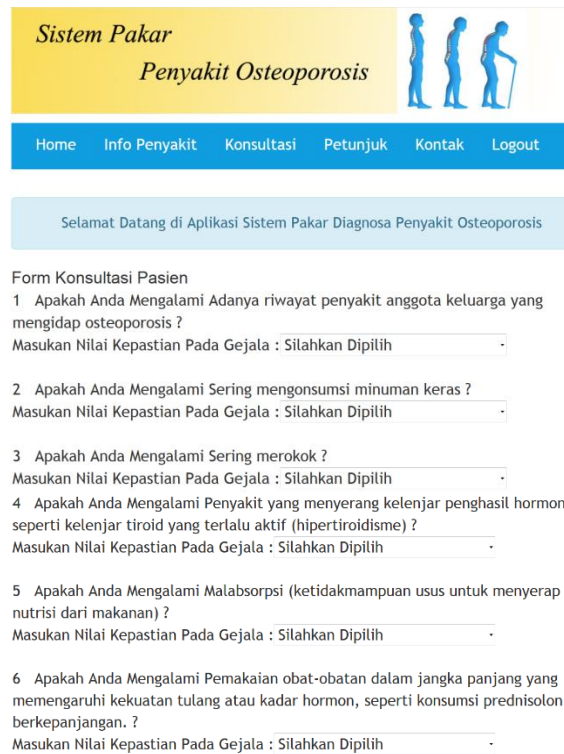 Sistem Pakar
Penyakit Osteoporosis
Home Info Penyakit Konsultasi Petunjuk Kontak Logout
Selamat Datang di Aplikasi Sistem Pakar Diagnosa Penyakit Osteoporosis
Form Konsultasi Pasien
1 Apakah Anda Mengalami Adanya riwayat penyakit anggota keluarga yang
mengidap osteoporosis ?
Masukan Nilai Kepastian Pada Gejala : Silahkan Dipilih
2 Apakah Anda Mengalami Sering mengonsumsi minuman keras ?
Masukan Nilai Kepastian Pada Gejala : Silahkan Dipilih
3 Apakah Anda Mengalami Sering merokok ?
Masukan Nilai Kepastian Pada Gejala : Silahkan Dipilih
4 Apakah Anda Mengalami Penyakit yang menyerang kelenjar penghasil hormon
seperti kelenjar tiroid yang terlalu aktif (hipertiroidisme) ?
Masukan Nilai Kepastian Pada Gejala : Silahkan Dipilih
5 Apakah Anda Mengalami Malabsorpsi (ketidakmampuan usus untuk menyerap
nutrisi dari makanan) ?
Masukan Nilai Kepastian Pada Gejala : Silahkan Dipilih
6 Apakah Anda Mengalami Pemakaian obat-obatan dalam jangka panjang yang
memengaruhi kekuatan tulang atau kadar hormon, seperti konsumsi prednisolon
berkepanjangan. ?
Masukan Nilai Kepastian Pada Gejala : Silahkan Dipilih